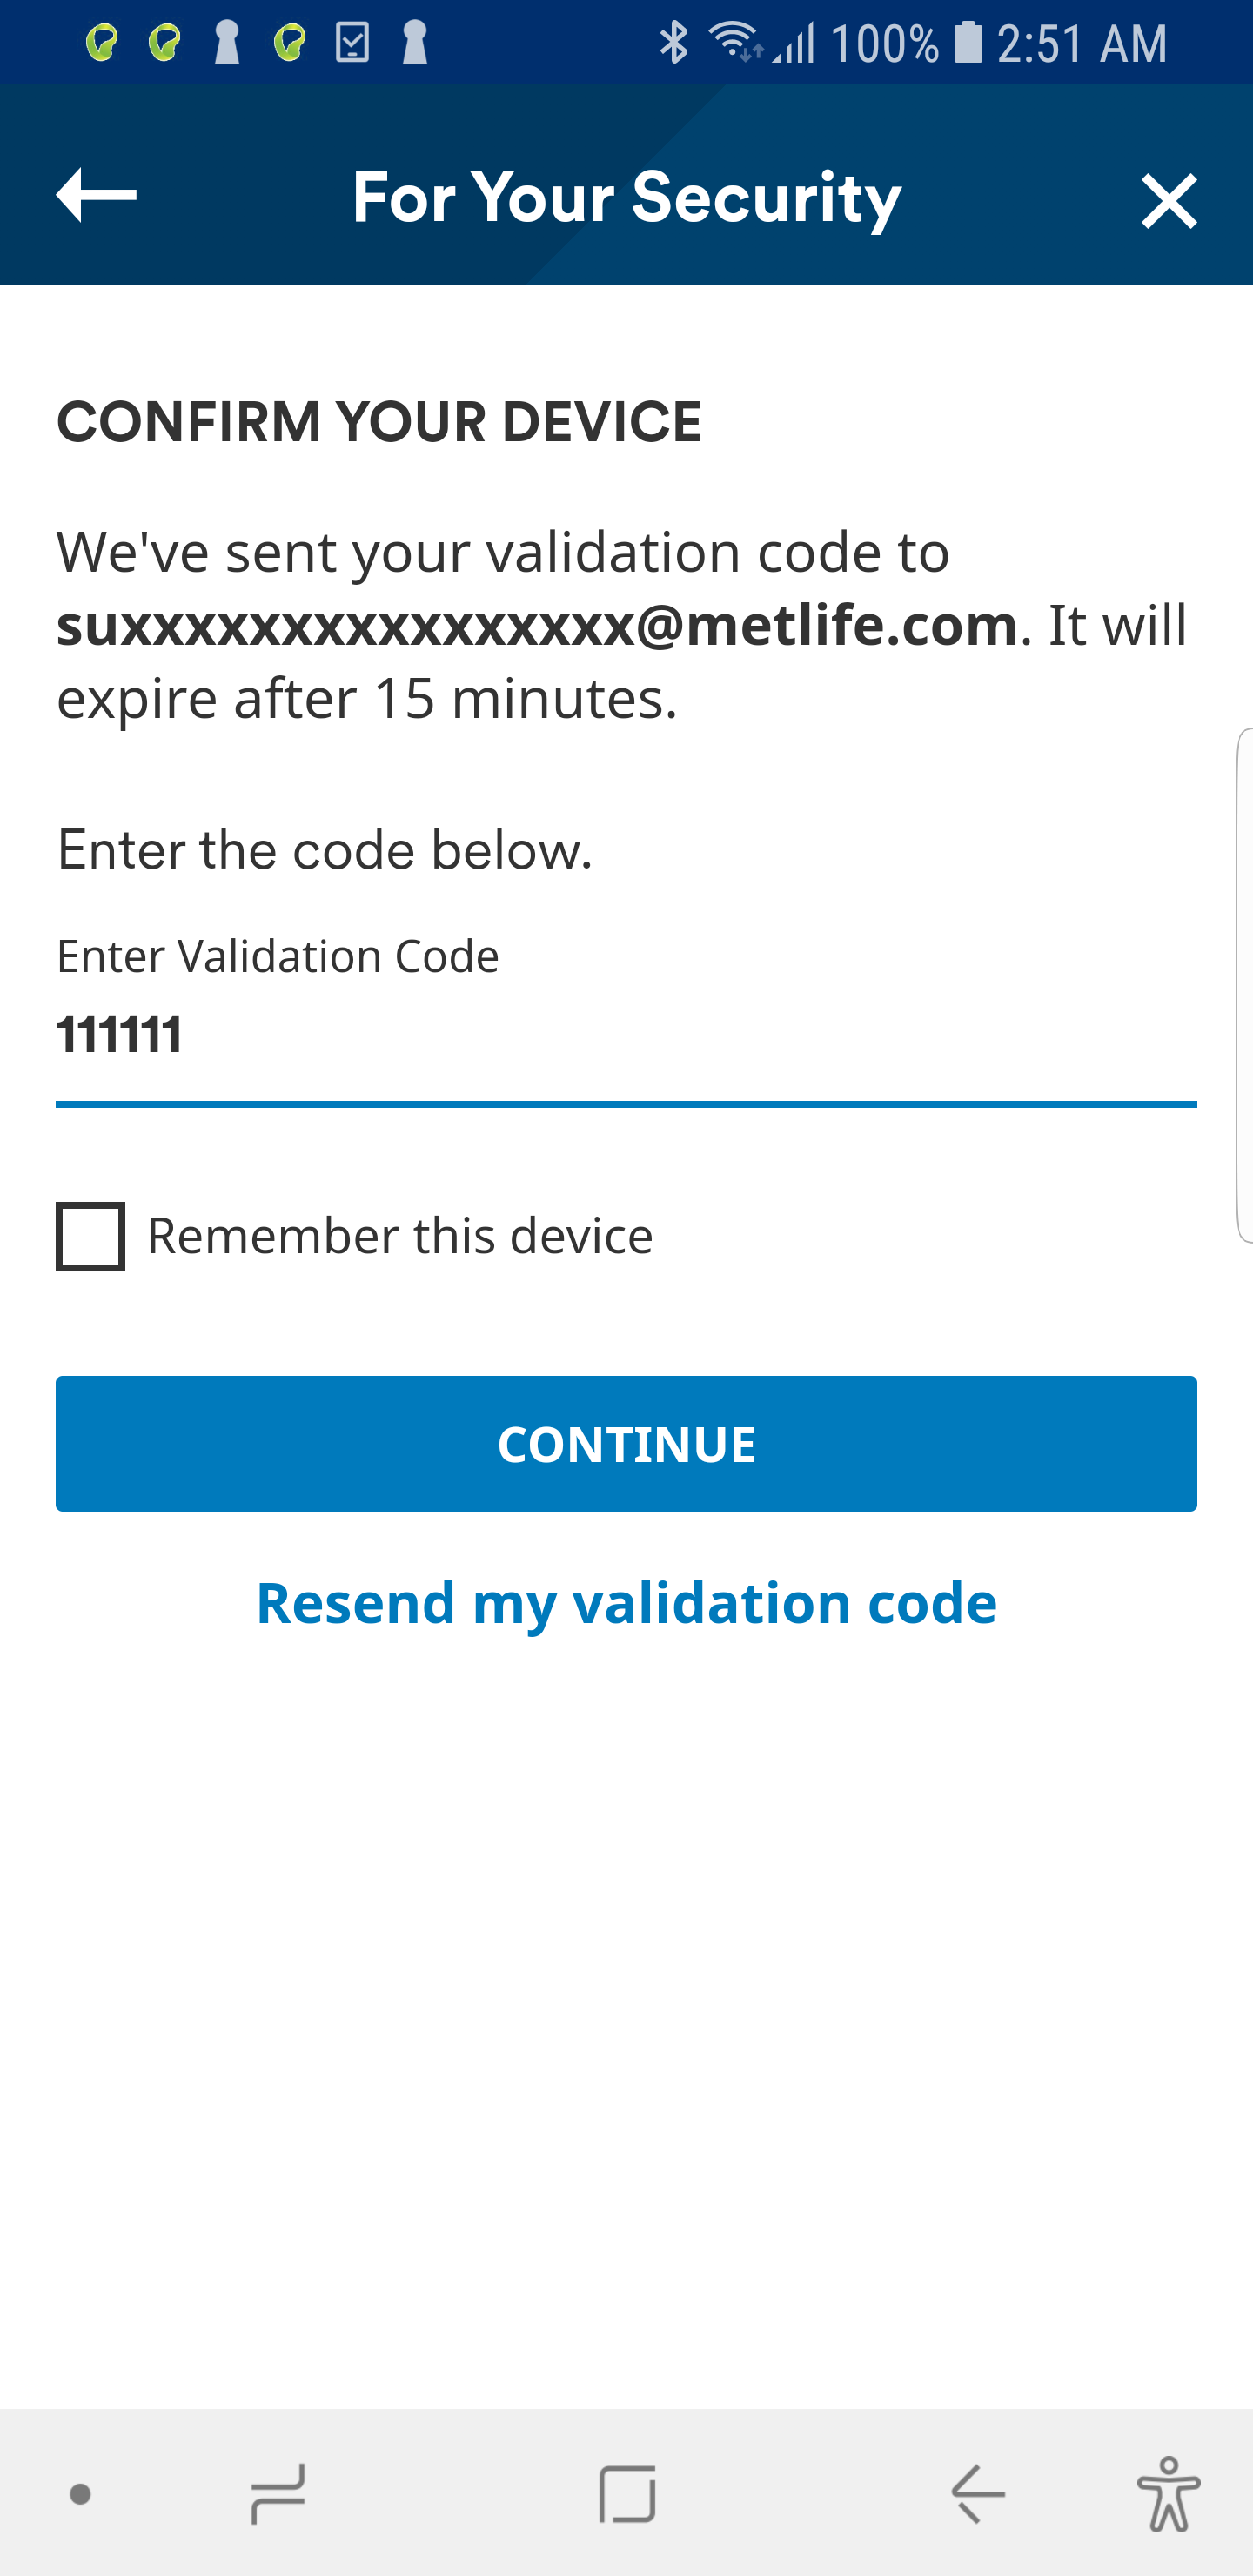 100% 2:51 AM
For Your Security
CONFIRM YOUR DEVICE
We've sent your validation code to
suxxxxxxxxxxxxxxxx@metlife.com. It will
expire after 15 minutes.
Enter the code below.
Enter Validation Code
111111
Remember this device
CONTINUE
Resend my validation code